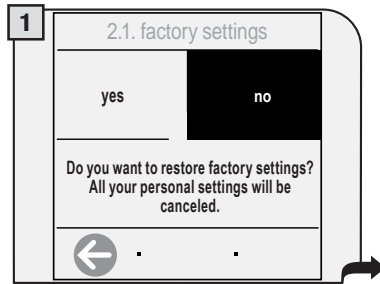 1
2.1. factory settings
yes
no
Do you want to restore factory settings?
All your personal settings will be
canceled.